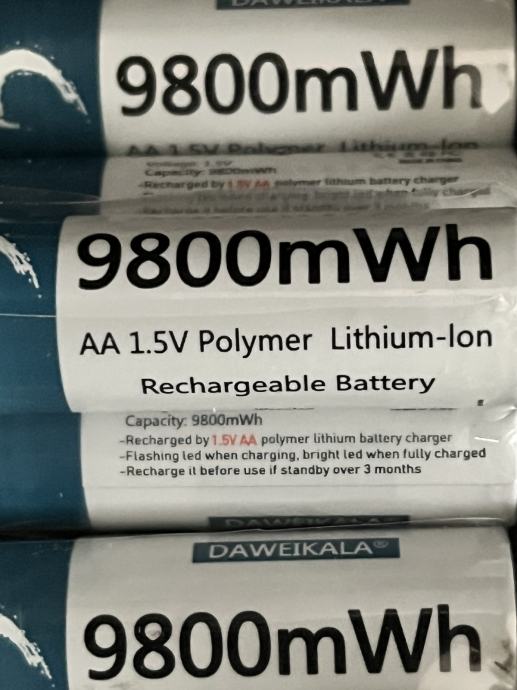 DAWEIKALA
9800mWh
AA 1.5V Polymer Lithium-Ion
Capacity: 9800mWh
-Recharged by 1.5V AA polymer lithium battery charger
9800mWh
AA 1.5V Polymer Lithium-Ion
Rechargeable Battery
Capacity: 9800mWh
-Recharged by 1.5V AA polymer lithium battery charger
-Flashing led when charging, bright led when fully charged
-Recharge it before use if standby over 3 months
DAWEIKALA
DAWEIKALA®
9800mWh